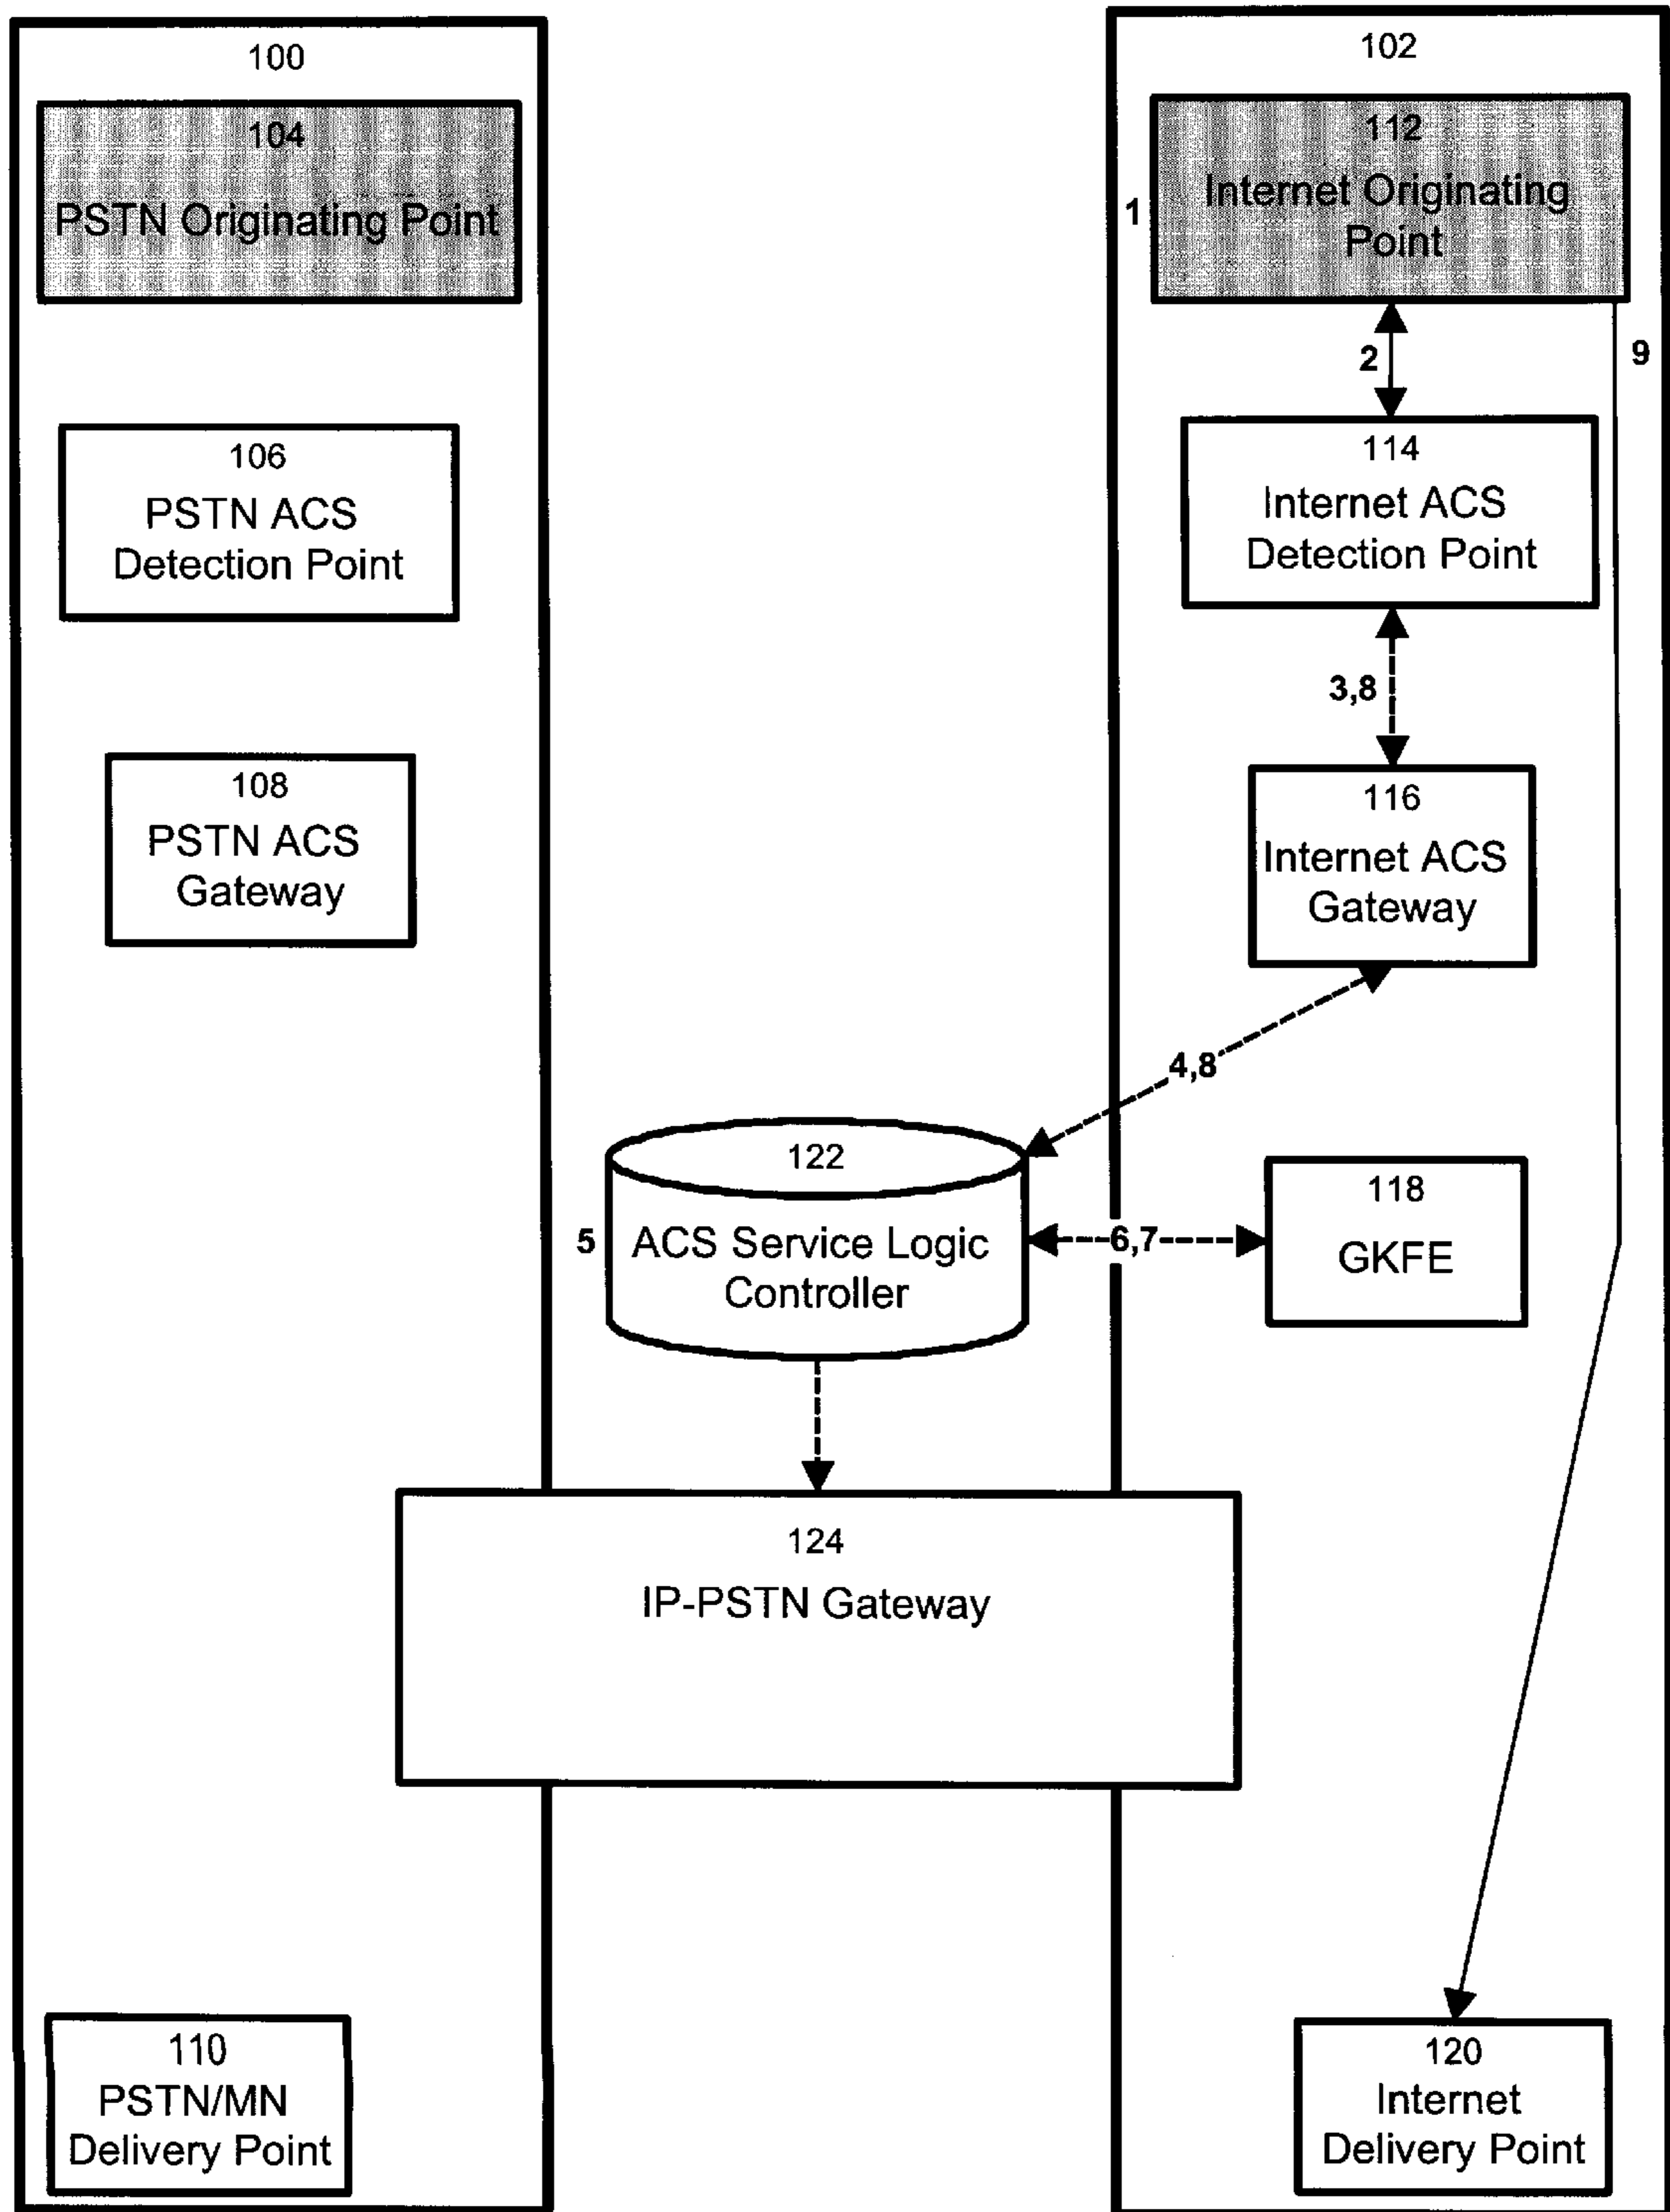 100
104
PSTN Originating Point
106
PSTN ACS
Detection Point
108
PSTN ACS
Gateway
110
PSTN/MN
Delivery Point
102
1
112
Internet Originating
Point
2
9
114
Internet ACS
Detection Point
3,8
116
Internet ACS
Gateway
4,8
122
5
ACS Service Logic
Controller
6,7
118
GKFE
124
IP-PSTN Gateway
120
Internet
Delivery Point